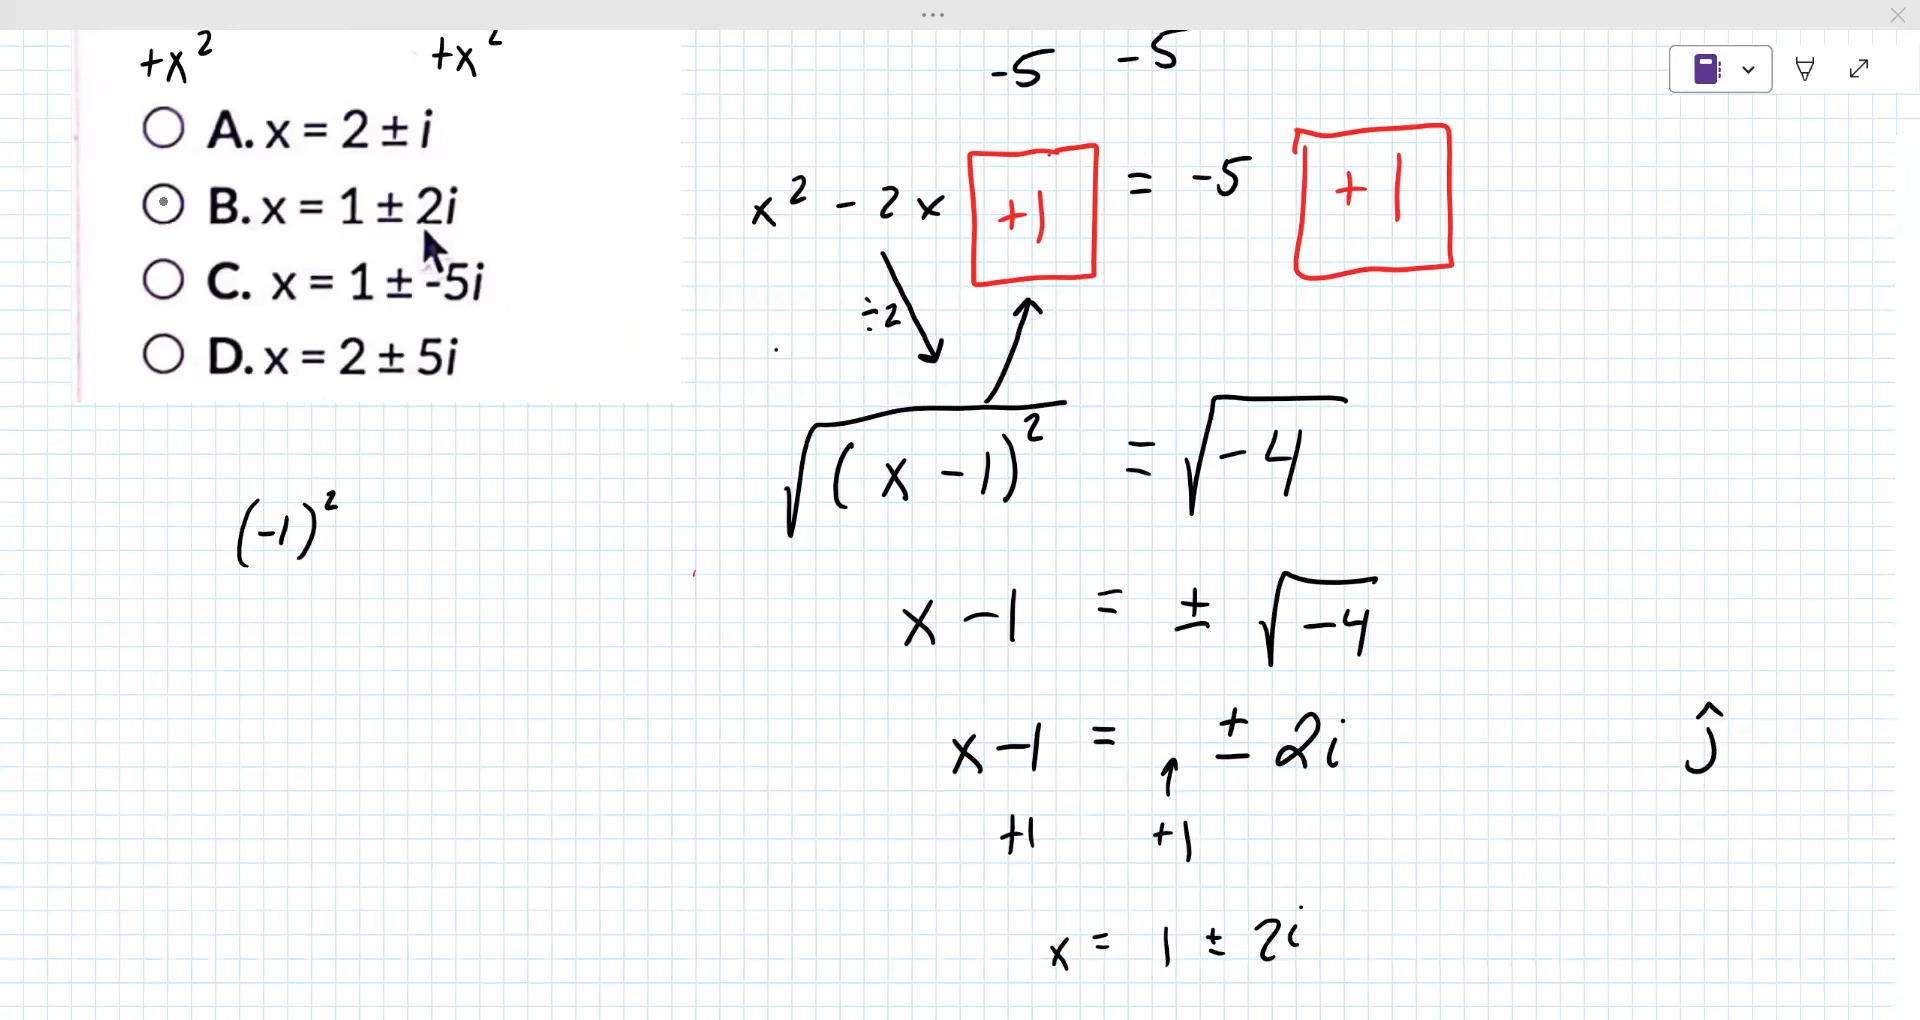 +x² +x²
A. x = 2 ± i
B. x = 1 ± 2i
C. x = 1 ± -5i
D. x = 2 ± 5i
(-1)²
-5 -5
x² - 2x +1 = -5 +1
÷2
√(x - 1)² = √-4
x - 1 = ± √-4
x - 1 = ± 2i
+1 +1
x = 1 ± 2i
ĵ